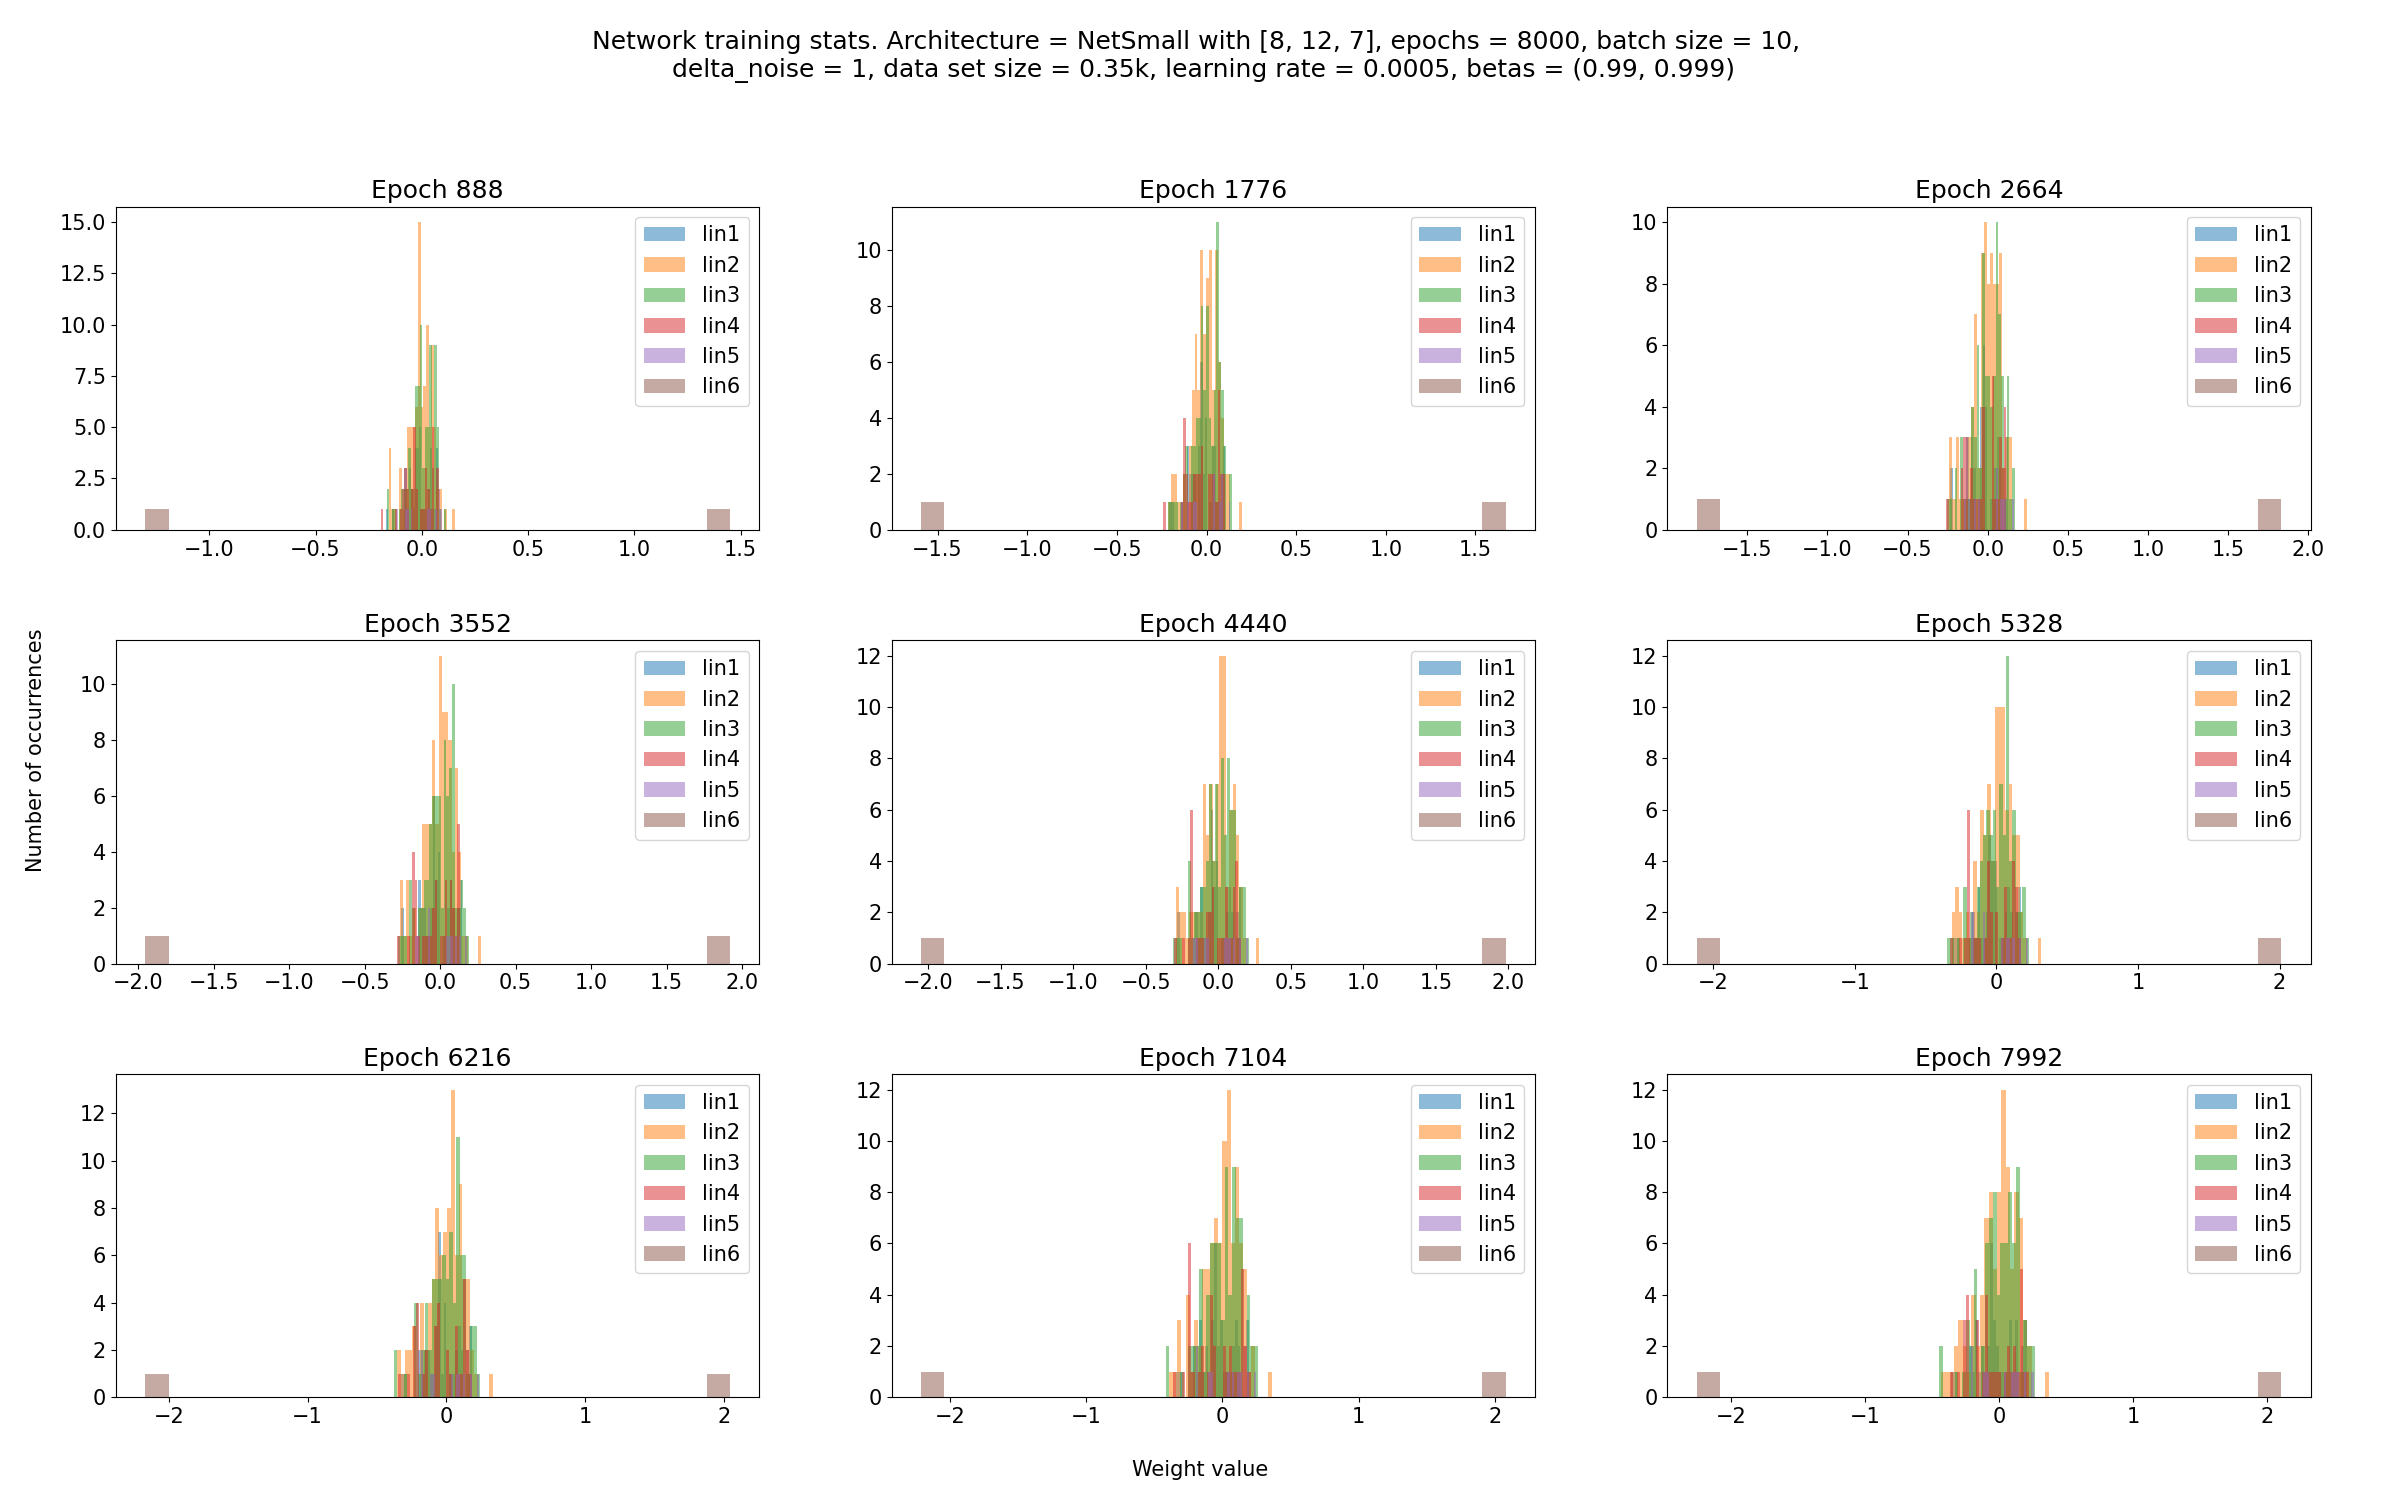 Network training stats. Architecture = NetSmall with [8, 12, 7], epochs = 8000, batch size = 10,
delta_noise = 1, data set size = 0.35k, learning rate = 0.0005, betas = (0.99, 0.999)
Epoch 888
15.0
12.5
10.0
7.5
5.0
2.5
0.0
−1.0 −0.5 0.0 0.5 1.0 1.5
lin1
lin2
lin3
lin4
lin5
lin6
Epoch 1776
10
8
6
4
2
0
−1.5 −1.0 −0.5 0.0 0.5 1.0 1.5
lin1
lin2
lin3
lin4
lin5
lin6
Epoch 2664
10
8
6
4
2
0
−1.5 −1.0 −0.5 0.0 0.5 1.0 1.5 2.0
lin1
lin2
lin3
lin4
lin5
lin6
Number of occurrences
Epoch 3552
10
8
6
4
2
0
−2.0 −1.5 −1.0 −0.5 0.0 0.5 1.0 1.5 2.0
lin1
lin2
lin3
lin4
lin5
lin6
Epoch 4440
12
10
8
6
4
2
0
−2.0 −1.5 −1.0 −0.5 0.0 0.5 1.0 1.5 2.0
lin1
lin2
lin3
lin4
lin5
lin6
Epoch 5328
12
10
8
6
4
2
0
−2 −1 0 1 2
lin1
lin2
lin3
lin4
lin5
lin6
Epoch 6216
12
10
8
6
4
2
0
−2 −1 0 1 2
lin1
lin2
lin3
lin4
lin5
lin6
Epoch 7104
12
10
8
6
4
2
0
−2 −1 0 1 2
lin1
lin2
lin3
lin4
lin5
lin6
Epoch 7992
12
10
8
6
4
2
0
−2 −1 0 1 2
lin1
lin2
lin3
lin4
lin5
lin6
Weight value